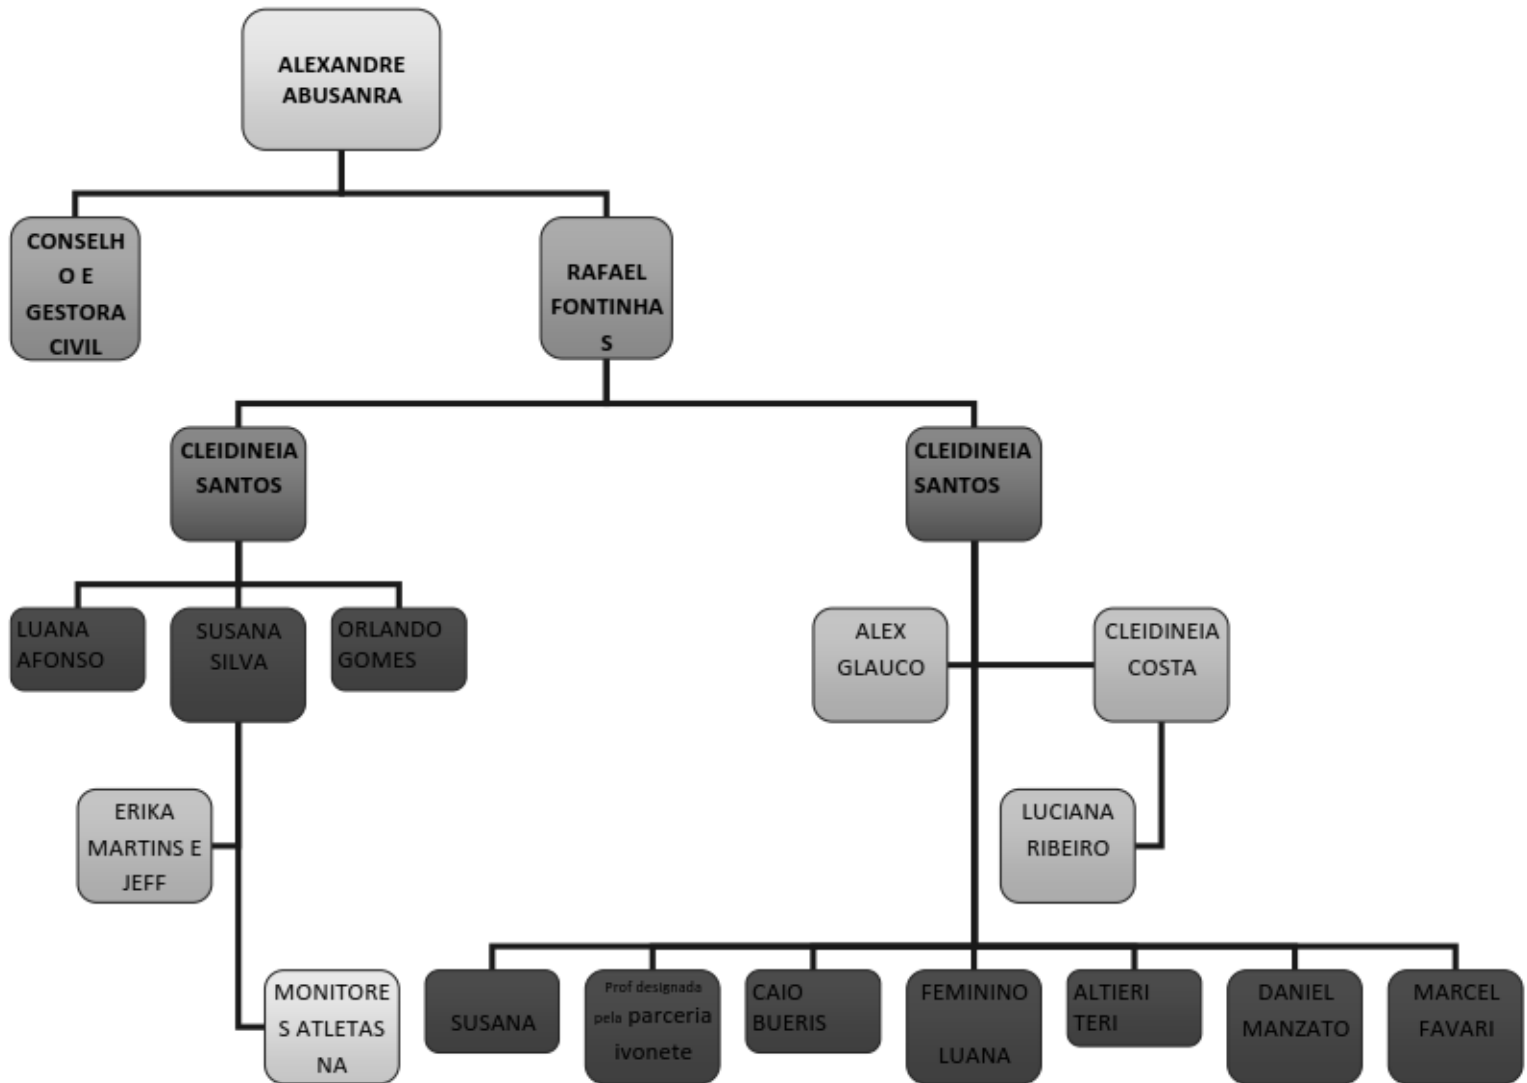 ALEXANDRE
ABUSANRA
CONSELH
O E
GESTORA
CIVIL
RAFAEL
FONTINHA
S
CLEIDINEIA
SANTOS
CLEIDINEIA
SANTOS
LUANA
AFONSO
SUSANA
SILVA
ORLANDO
GOMES
ALEX
GLAUCO
CLEIDINEIA
COSTA
ERIKA
MARTINS E
JEFF
LUCIANA
RIBEIRO
MONITORE
S ATLETAS
NA
SUSANA
Prof designada
pela parceria
ivonete
CAIO
BUERIS
FEMININO
LUANA
ALTIERI
TERI
DANIEL
MANZATO
MARCEL
FAVARI